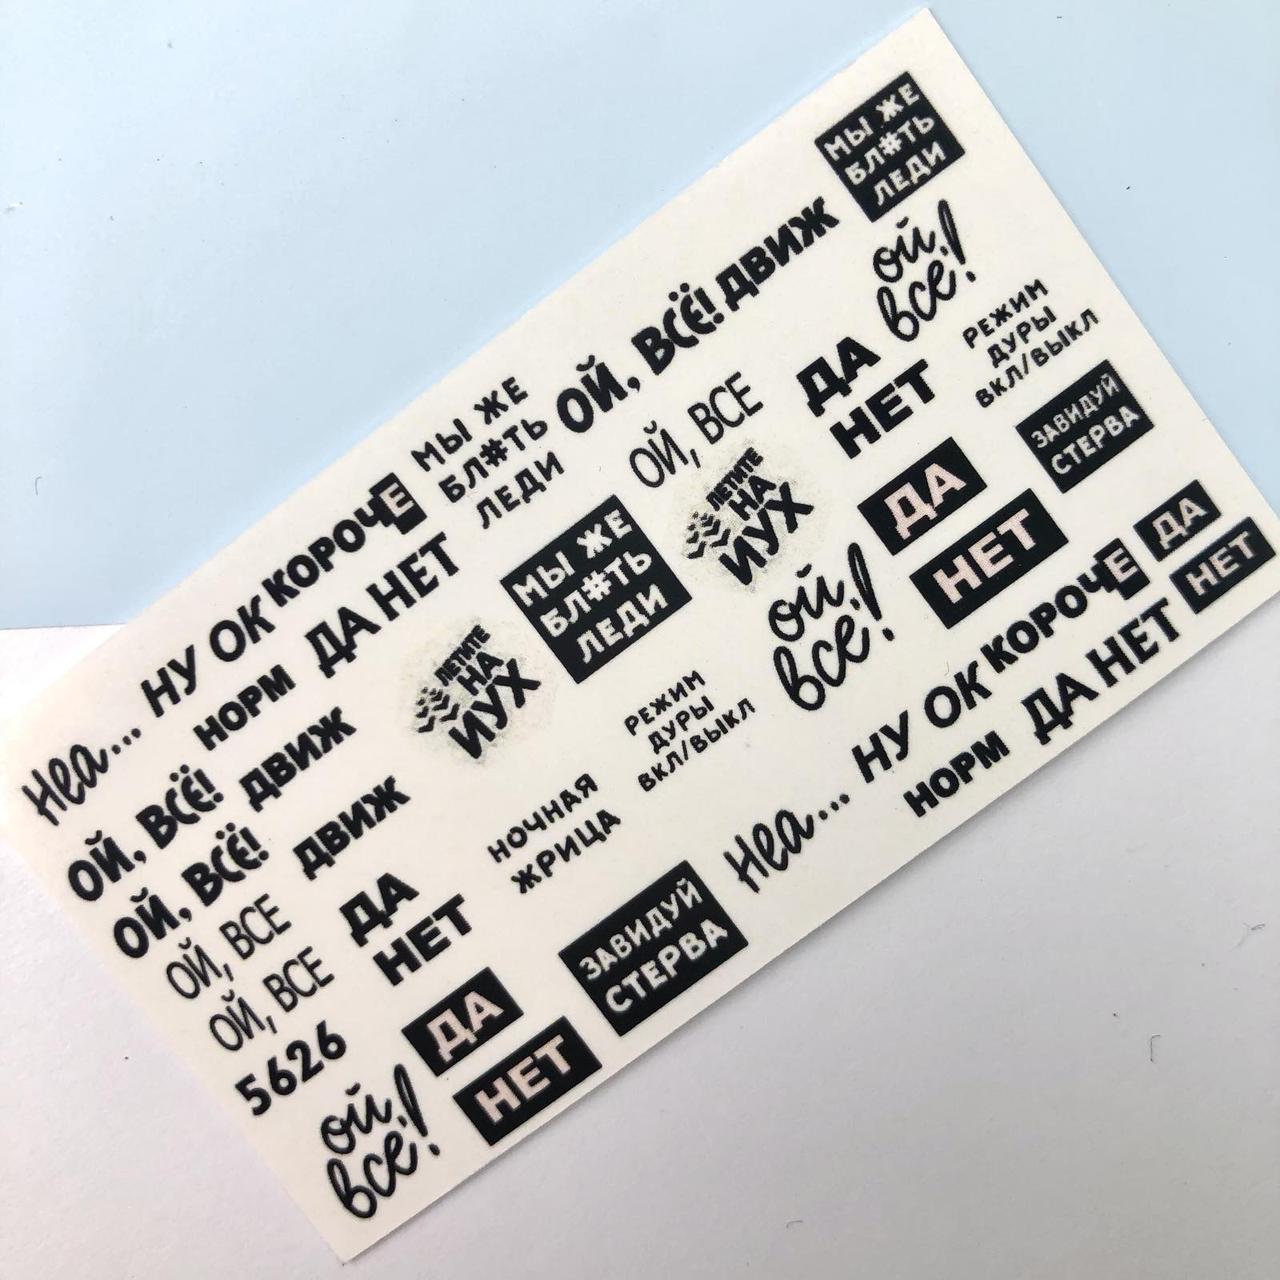 МЫ ЖЕ
БЛ#ТЬ
ЛЕДИ
ОЙ, ВСЁ! ДВИЖ
ой,
все!
МЫ ЖЕ
БЛ#ТЬ
ЛЕДИ
ОЙ, ВСЕ
ДА
НЕТ
РЕЖИМ
ДУРЫ
ВКЛ/ВЫКЛ
Неа... НУ ОК КОРОЧЕ
НОРМ ДА НЕТ
МЫ ЖЕ
БЛ#ТЬ
ЛЕДИ
ЛЕТИТЕ
НА
ЙУХ
ДА
НЕТ
ЗАВИДУЙ
СТЕРВА
ОЙ, ВСЁ! ДВИЖ
ЛЕТИТЕ
НА
ЙУХ
ой,
все!
ДА
НЕТ
ОЙ, ВСЁ! ДВИЖ
РЕЖИМ
ДУРЫ
ВКЛ/ВЫКЛ
Неа... НУ ОК КОРОЧЕ
НОРМ ДА НЕТ
ОЙ, ВСЕ
ОЙ, ВСЕ
ДА
НЕТ
НОЧНАЯ
ЖРИЦА
5626
ДА
НЕТ
ЗАВИДУЙ
СТЕРВА
ой,
все!